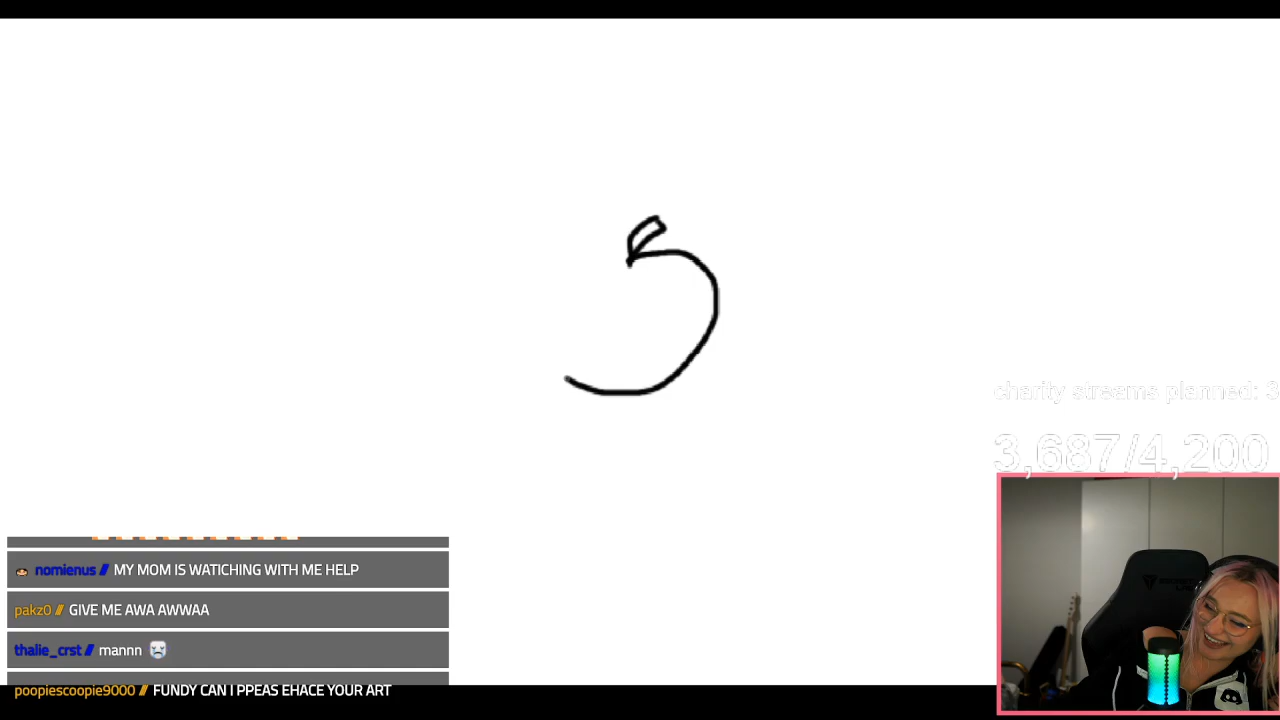 charity streams planned: 3
3,687/4,200
nomienus // MY MOM IS WATICHING WITH ME HELP
pakz0 // GIVE ME AWA AWWAA
thalie_crst // mannn
poopiescoopie9000 // FUNDY CAN I PPEAS EHACE YOUR ART